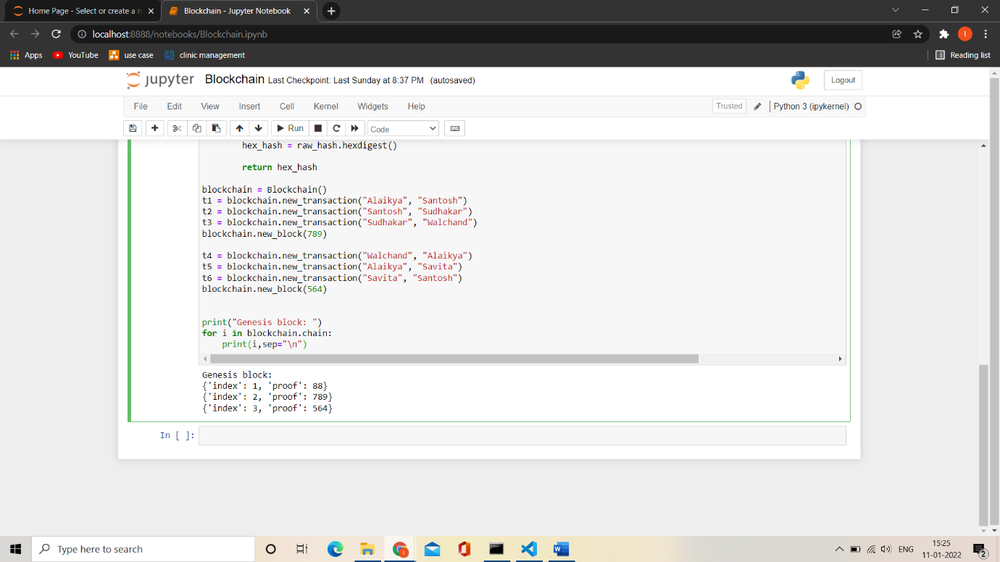 Home Page - Select or create a n
Blockchain - Jupyter Notebook
localhost:8888/notebooks/Blockchain.ipynb
Apps YouTube use case clinic management Reading list
jupyter Blockchain Last Checkpoint: Last Sunday at 8:37 PM (autosaved) Logout
File Edit View Insert Cell Kernel Widgets Help Trusted Python 3 (ipykernel)
Run Code
hex_hash = raw_hash.hexdigest()
return hex_hash
blockchain = Blockchain()
t1 = blockchain.new_transaction("Alaikya", "Santosh")
t2 = blockchain.new_transaction("Santosh", "Sudhakar")
t3 = blockchain.new_transaction("Sudhakar", "Walchand")
blockchain.new_block(789)
t4 = blockchain.new_transaction("Walchand", "Alaikya")
t5 = blockchain.new_transaction("Alaikya", "Savita")
t6 = blockchain.new_transaction("Savita", "Santosh")
blockchain.new_block(564)
print("Genesis block: ")
for i in blockchain.chain:
    print(i,sep="\n")
Genesis block:
{'index': 1, 'proof': 88}
{'index': 2, 'proof': 789}
{'index': 3, 'proof': 564}
In [ ]:
Type here to search
ENG
15:25
11-01-2022
2